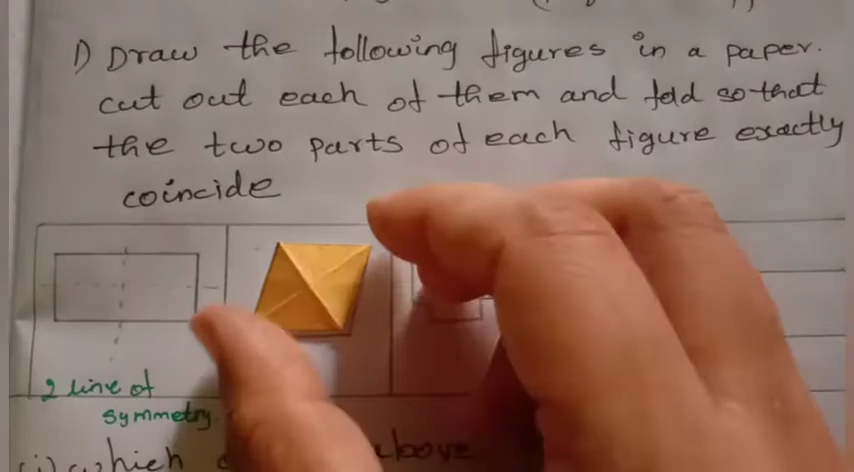 1) Draw the following figures in a paper.
cut out each of them and fold so that
the two parts of each figure exactly
coincide
2 line of
symmetry.
(i) which
above